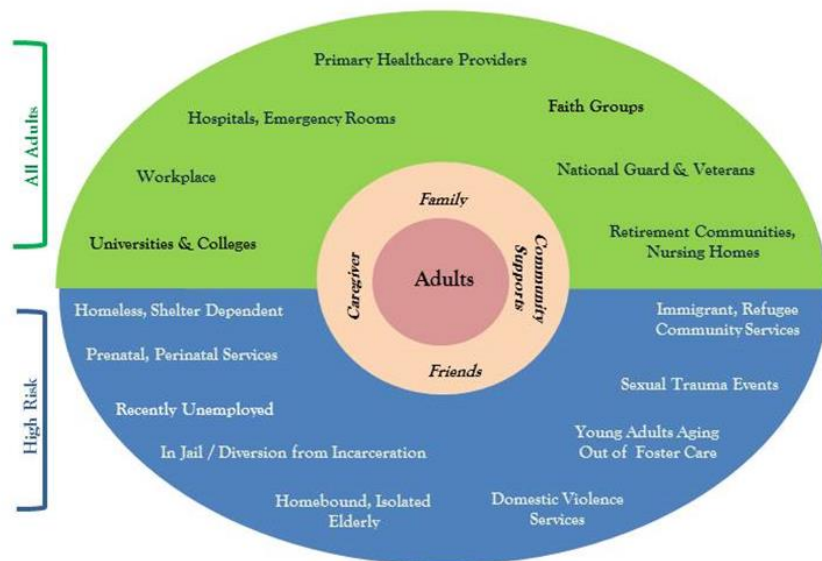 All Adults
High Risk
Primary Healthcare Providers
Hospitals, Emergency Rooms
Faith Groups
Workplace
National Guard & Veterans
Universities & Colleges
Retirement Communities,
Nursing Homes
Family
Caregiver
Adults
Community
Supports
Friends
Homeless, Shelter Dependent
Immigrant, Refugee
Community Services
Prenatal, Perinatal Services
Sexual Trauma Events
Recently Unemployed
Young Adults Aging
Out of Foster Care
In Jail / Diversion from Incarceration
Homebound, Isolated
Elderly
Domestic Violence
Services